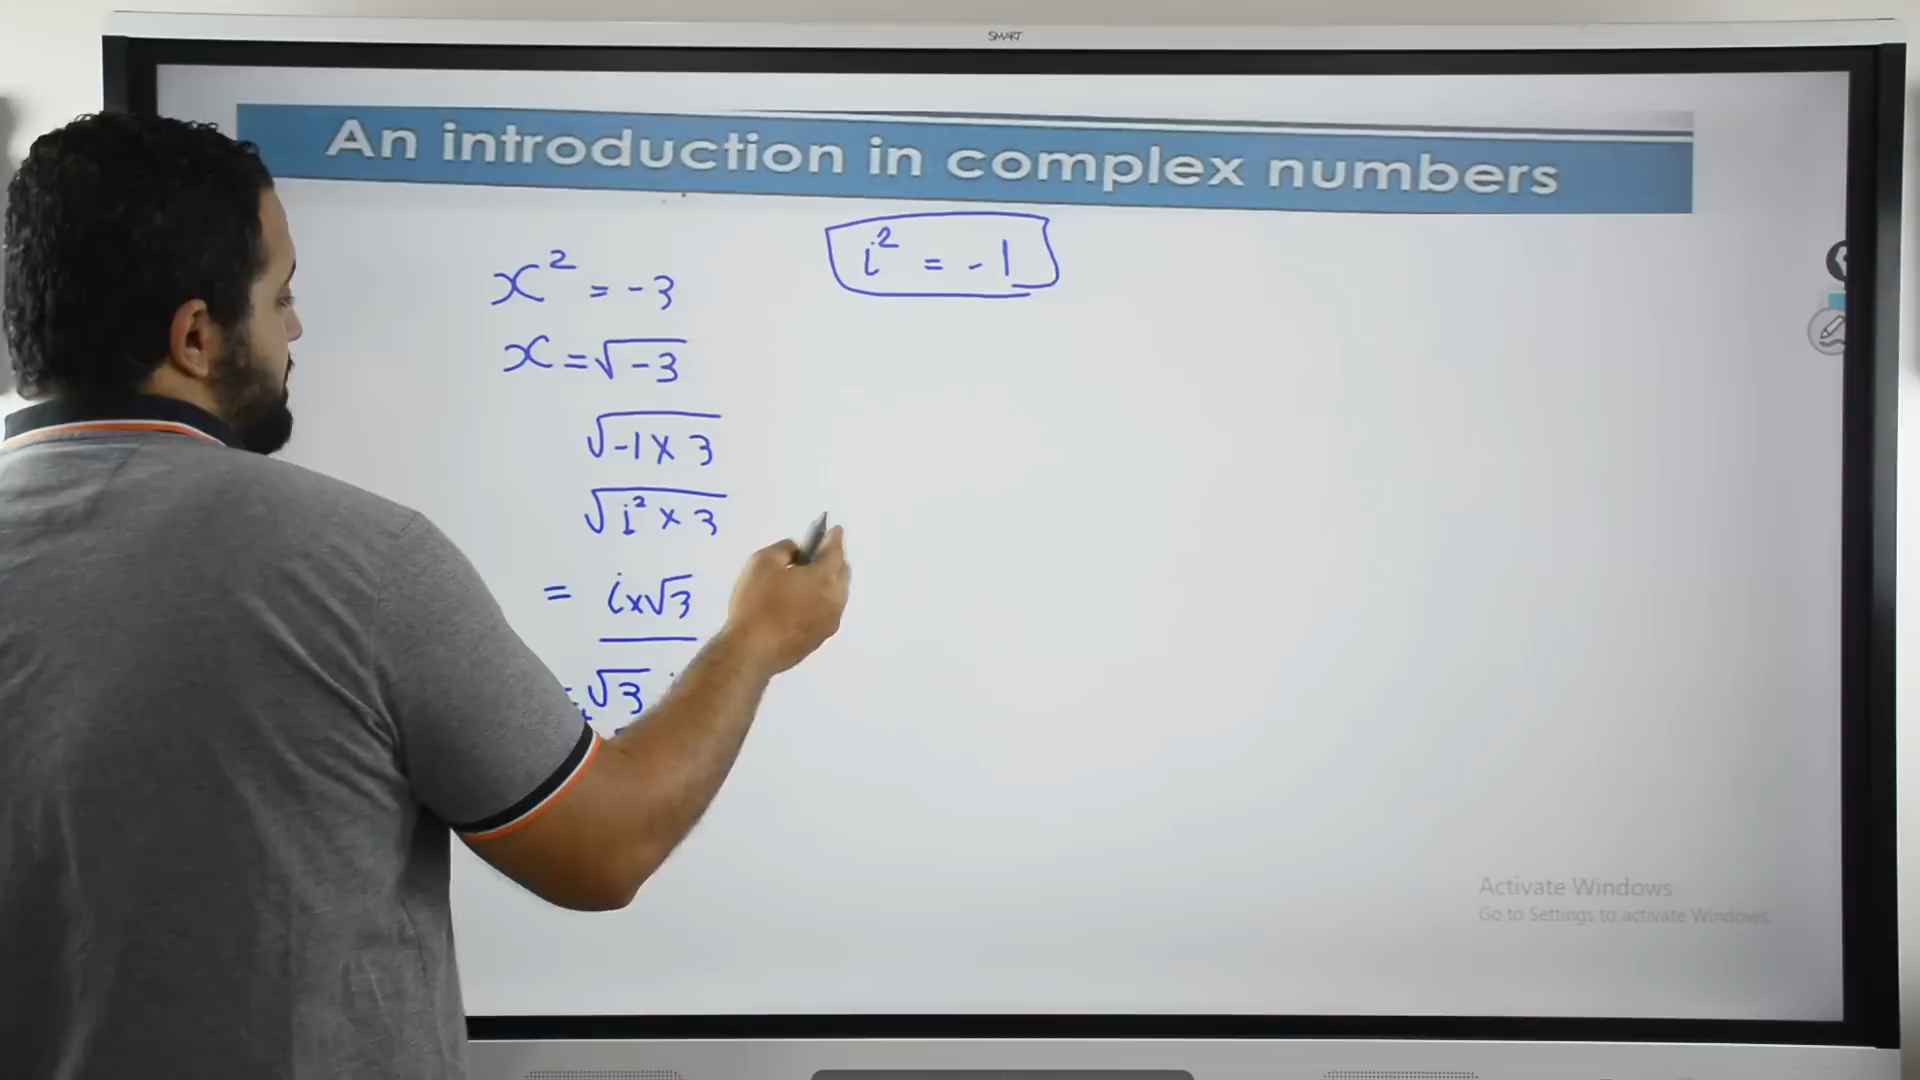 SMART
An introduction in complex numbers
x² = -3
i² = -1
x = √-3
√-1 × 3
√i² × 3
= i×√3
= √3 i
Activate Windows
Go to Settings to activate Windows.